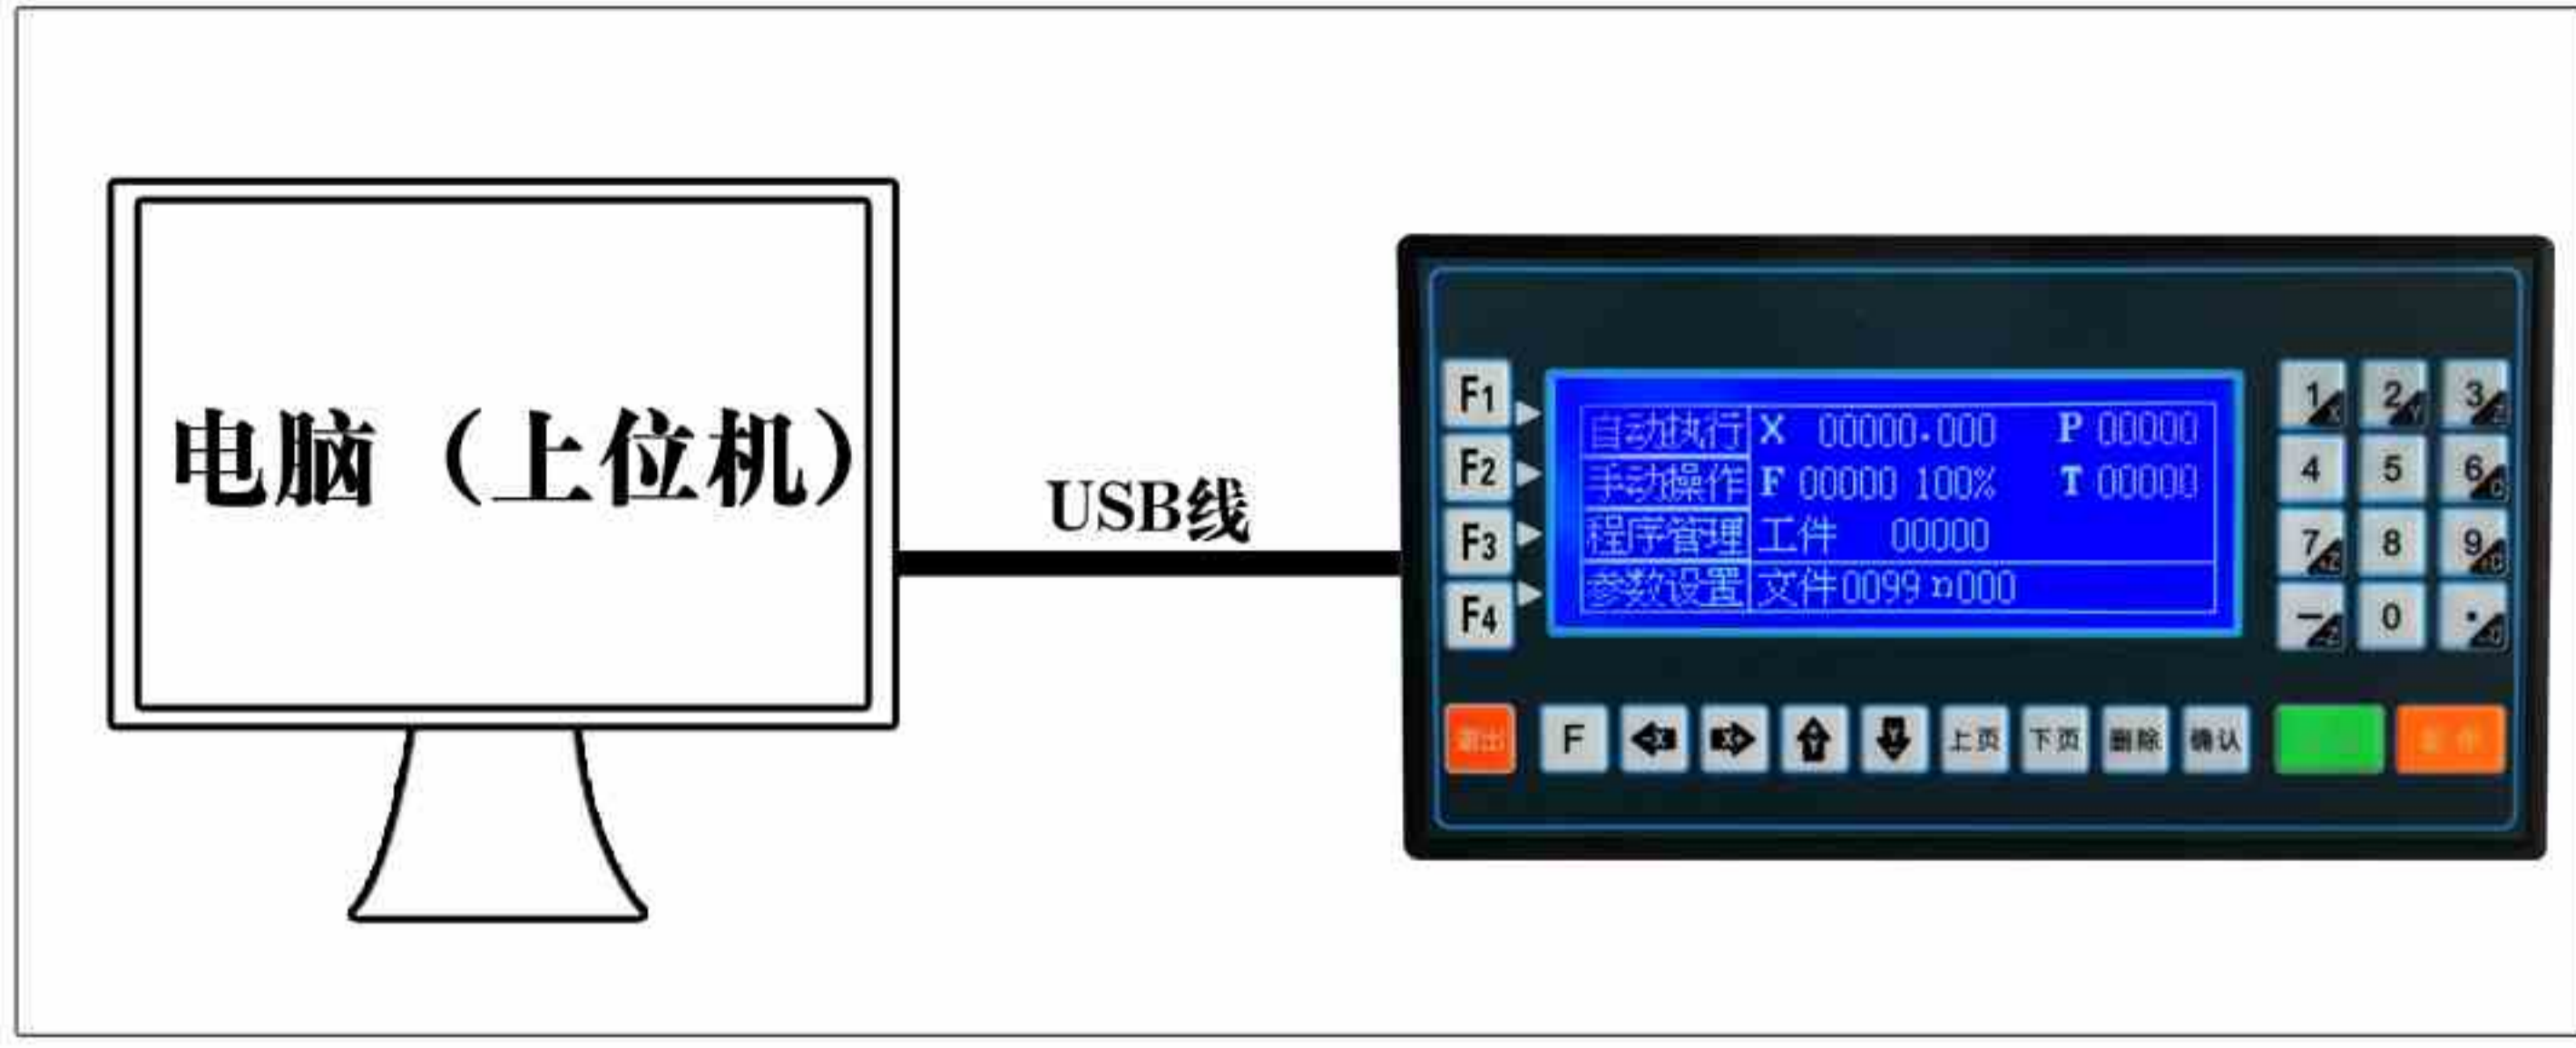 电脑（上位机）
USB线
F1
F2
F3
F4
自动执行 X 00000.000 P 00000
手动操作 F 00000 100% T 00000
程序管理 工件 00000
参数设置 文件0099 n000
1 X 2 Y 3 Z
4 5 6 C
7 +Z 8 9 +C
- -Z 0 . -C
退出 F -X X+ 上页 下页 删除 确认